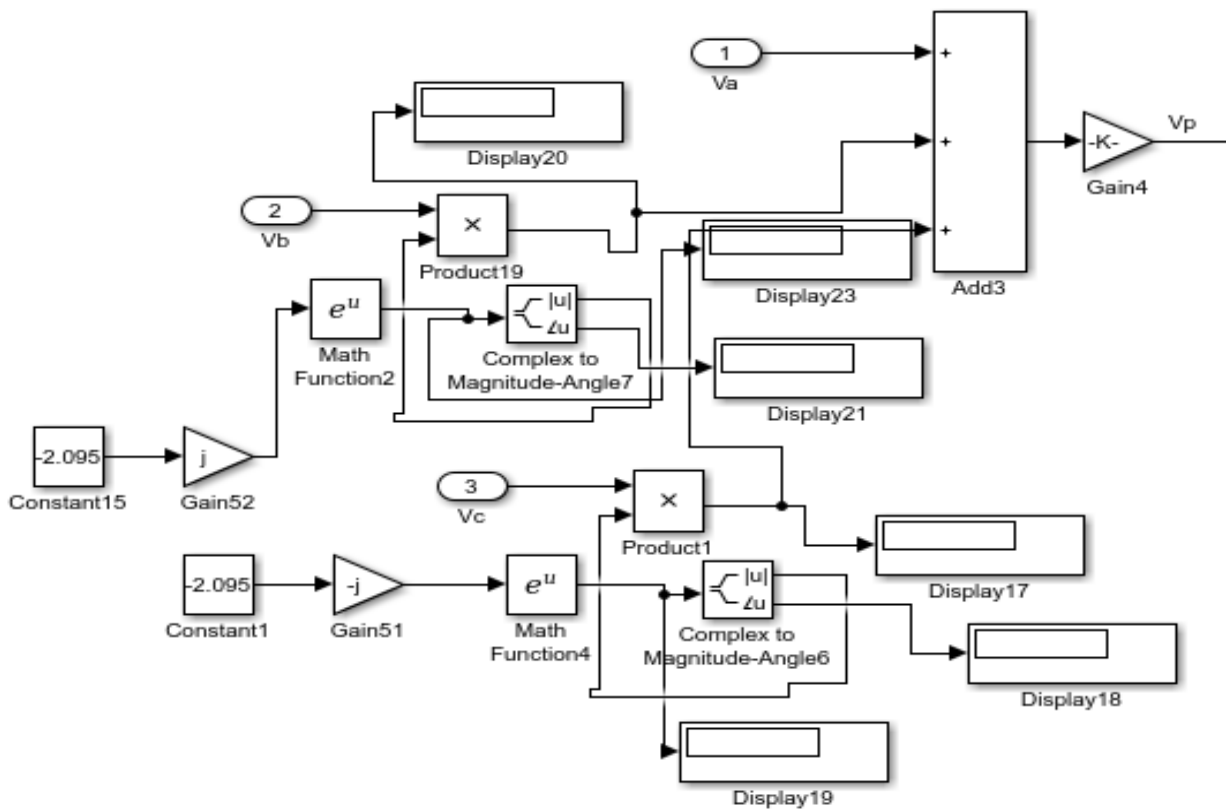 1
Va
+
Display20
+
Vp
-K-
Gain4
2
Vb
×
Product19
+
Display23
Add3
e^u
Math
Function2
|u|
∠u
Complex to
Magnitude-Angle7
Display21
-2.095
Constant15
j
Gain52
3
Vc
×
Product1
Display17
-2.095
Constant1
-j
Gain51
e^u
Math
Function4
|u|
∠u
Complex to
Magnitude-Angle6
Display18
Display19